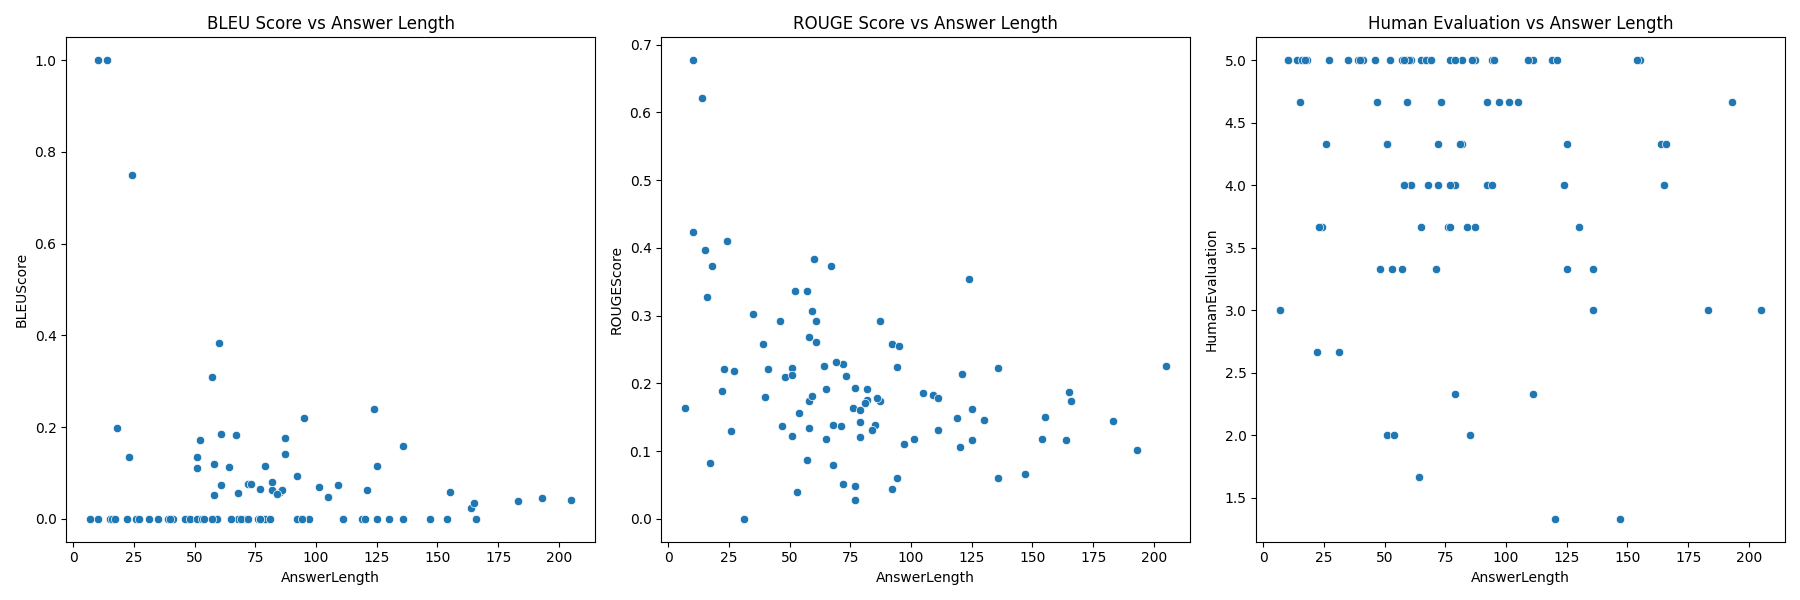 BLEU Score vs Answer Length
1.0
0.8
0.6
0.4
0.2
0.0
BLEUScore
0 25 50 75 100 125 150 175 200
AnswerLength
ROUGE Score vs Answer Length
0.7
0.6
0.5
0.4
0.3
0.2
0.1
0.0
ROUGEScore
0 25 50 75 100 125 150 175 200
AnswerLength
Human Evaluation vs Answer Length
5.0
4.5
4.0
3.5
3.0
2.5
2.0
1.5
HumanEvaluation
0 25 50 75 100 125 150 175 200
AnswerLength